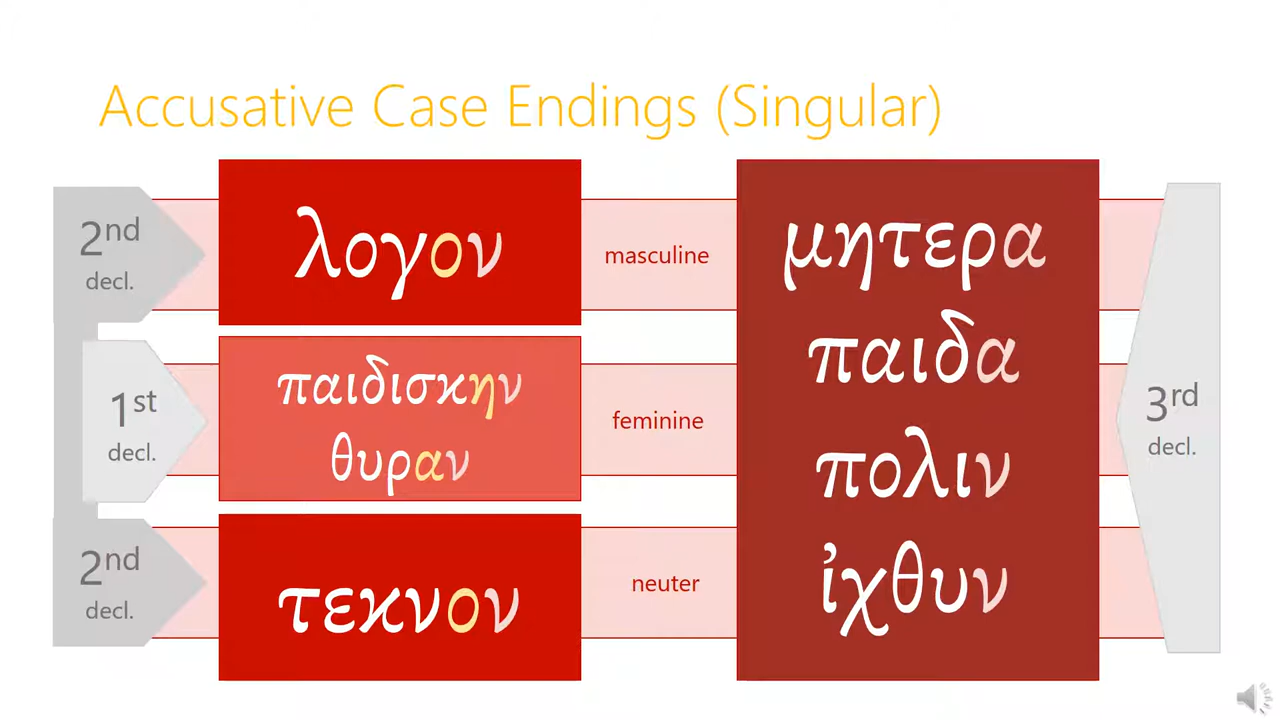 Accusative Case Endings (Singular)
2nd
decl.
λογον
masculine
1st
decl.
παιδισκην
θυραν
feminine
2nd
decl.
τεκνον
neuter
μητερα
παιδα
πολιν
ἰχθυν
3rd
decl.